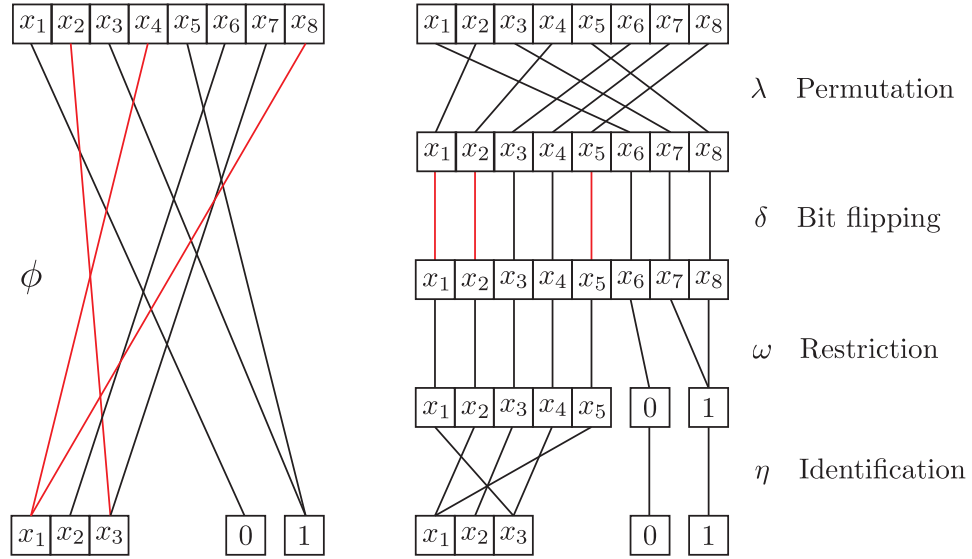 x₁ x₂ x₃ x₄ x₅ x₆ x₇ x₈
ϕ
x₁ x₂ x₃ 0 1
x₁ x₂ x₃ x₄ x₅ x₆ x₇ x₈
λ Permutation
x₁ x₂ x₃ x₄ x₅ x₆ x₇ x₈
δ Bit flipping
x₁ x₂ x₃ x₄ x₅ x₆ x₇ x₈
ω Restriction
x₁ x₂ x₃ x₄ x₅ 0 1
η Identification
x₁ x₂ x₃ 0 1